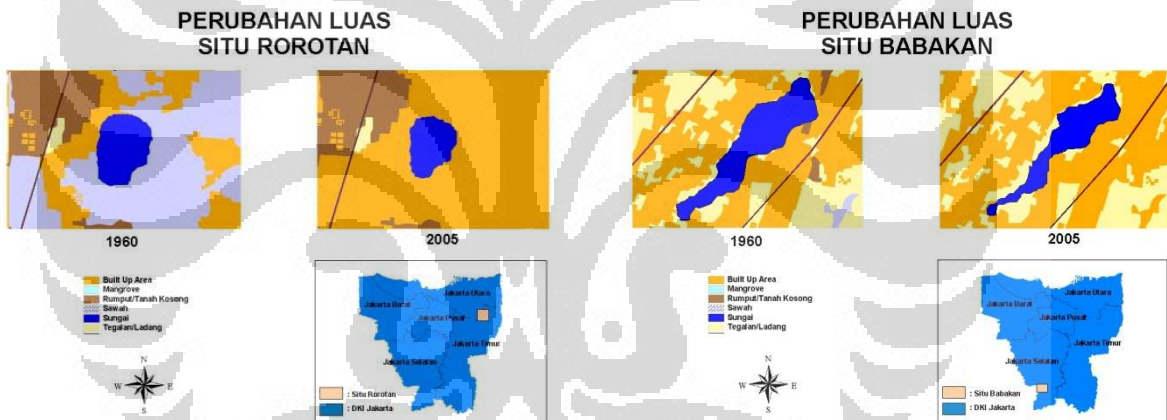 PERUBAHAN LUAS
SITU ROROTAN
1960
2005
Built Up Area
Mangrove
Rumput/Tanah Kosong
Sawah
Sungai
Tegalan/Ladang
N
W
E
S
Jakarta Utara
Jakarta Barat
Jakarta Pusat
Jakarta Timur
Jakarta Selatan
: Situ Rorotan
: DKI Jakarta
PERUBAHAN LUAS
SITU BABAKAN
1960
2005
Built Up Area
Mangrove
Rumput/Tanah Kosong
Sawah
Sungai
Tegalan/Ladang
N
W
E
S
Jakarta Utara
Jakarta Barat
Jakarta Pusat
Jakarta Timur
Jakarta Selatan
: Situ Babakan
: DKI Jakarta